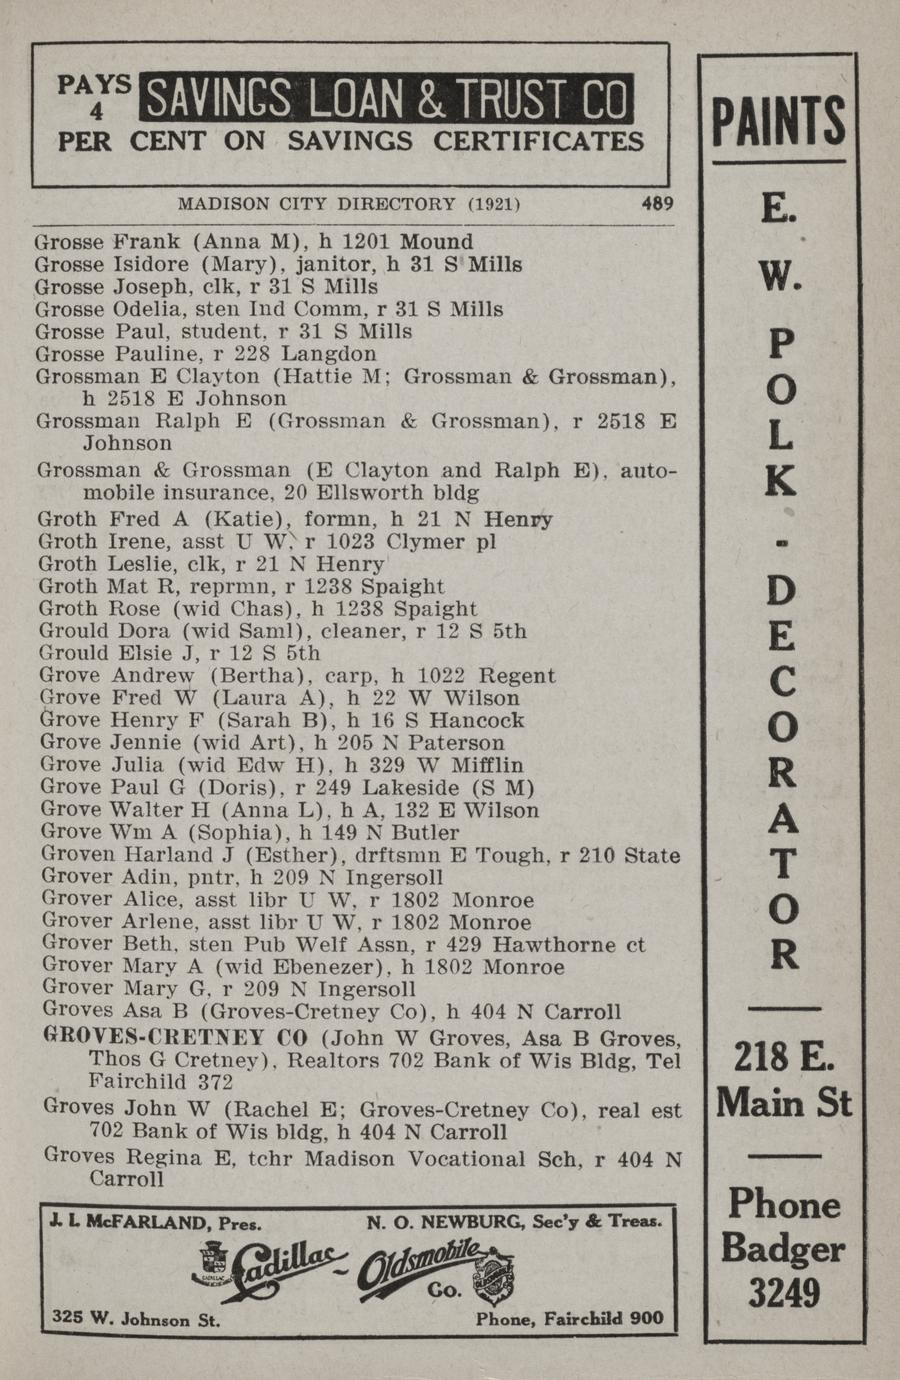 PAYS 4 SAVINGS LOAN & TRUST CO
PER CENT ON SAVINGS CERTIFICATES
MADISON CITY DIRECTORY (1921) 489
Grosse Frank (Anna M), h 1201 Mound
Grosse Isidore (Mary), janitor, h 31 S Mills
Grosse Joseph, clk, r 31 S Mills
Grosse Odelia, sten Ind Comm, r 31 S Mills
Grosse Paul, student, r 31 S Mills
Grosse Pauline, r 228 Langdon
Grossman E Clayton (Hattie M; Grossman & Grossman),
h 2518 E Johnson
Grossman Ralph E (Grossman & Grossman), r 2518 E
Johnson
Grossman & Grossman (E Clayton and Ralph E), auto-
mobile insurance, 20 Ellsworth bldg
Groth Fred A (Katie), formn, h 21 N Henry
Groth Irene, asst U W, r 1023 Clymer pl
Groth Leslie, clk, r 21 N Henry
Groth Mat R, reprmn, r 1238 Spaight
Groth Rose (wid Chas), h 1238 Spaight
Grould Dora (wid Saml), cleaner, r 12 S 5th
Grould Elsie J, r 12 S 5th
Grove Andrew (Bertha), carp, h 1022 Regent
Grove Fred W (Laura A), h 22 W Wilson
Grove Henry F (Sarah B), h 16 S Hancock
Grove Jennie (wid Art), h 205 N Paterson
Grove Julia (wid Edw H), h 329 W Mifflin
Grove Paul G (Doris), r 249 Lakeside (S M)
Grove Walter H (Anna L), h A, 132 E Wilson
Grove Wm A (Sophia), h 149 N Butler
Groven Harland J (Esther), drftsmn E Tough, r 210 State
Grover Adin, pntr, h 209 N Ingersoll
Grover Alice, asst libr U W, r 1802 Monroe
Grover Arlene, asst libr U W, r 1802 Monroe
Grover Beth, sten Pub Welf Assn, r 429 Hawthorne ct
Grover Mary A (wid Ebenezer), h 1802 Monroe
Grover Mary G, r 209 N Ingersoll
Groves Asa B (Groves-Cretney Co), h 404 N Carroll
GROVES-CRETNEY CO (John W Groves, Asa B Groves,
Thos G Cretney), Realtors 702 Bank of Wis Bldg, Tel
Fairchild 372
Groves John W (Rachel E; Groves-Cretney Co), real est
702 Bank of Wis bldg, h 404 N Carroll
Groves Regina E, tchr Madison Vocational Sch, r 404 N
Carroll
J. L McFARLAND, Pres. N. O. NEWBURG, Sec'y & Treas.
Cadillac - Oldsmobile
Co.
325 W. Johnson St. Phone, Fairchild 900
PAINTS
E.
W.
POLK
-
DECORATOR
218 E.
Main St
Phone
Badger
3249